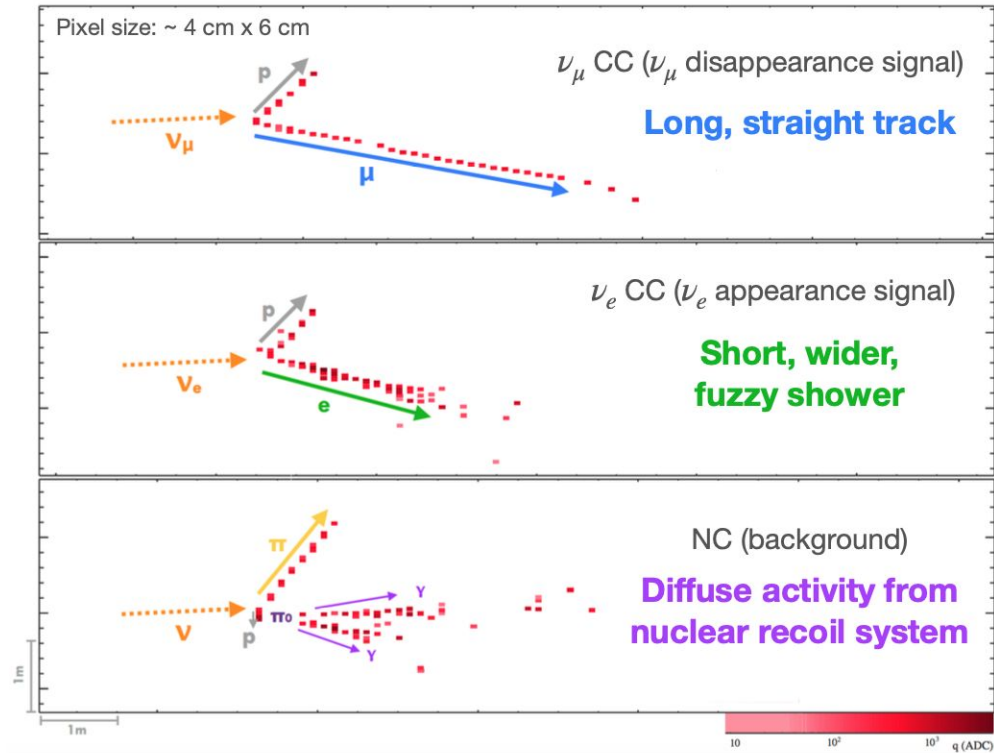 Pixel size: ~ 4 cm x 6 cm
ν_μ CC (ν_μ disappearance signal)
Long, straight track
p
ν_μ
μ
ν_e CC (ν_e appearance signal)
Short, wider,
fuzzy shower
p
ν_e
e
NC (background)
Diffuse activity from
nuclear recoil system
π
γ
ν
p
π0
γ
1m
1m
10
10²
10³
q (ADC)